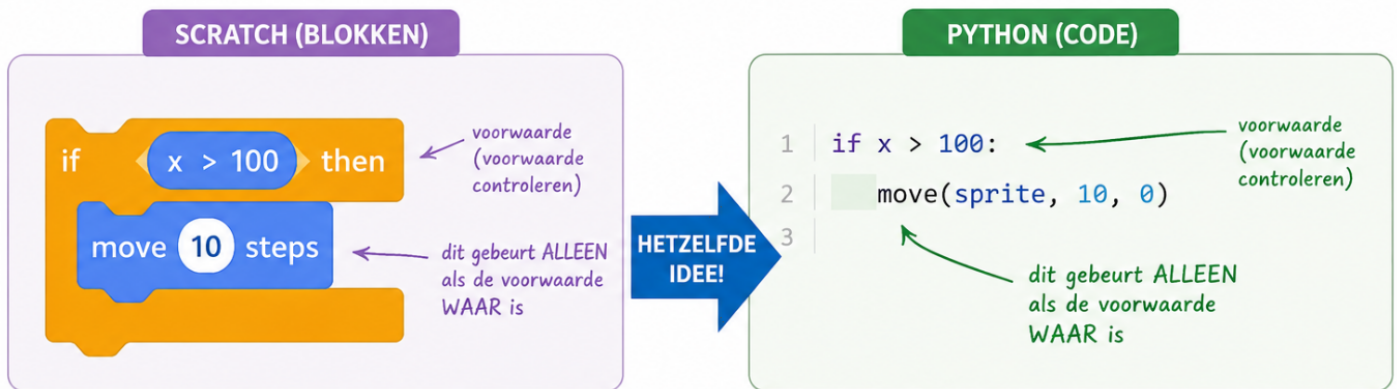 SCRATCH (BLOKKEN)
if x > 100 then
move 10 steps
voorwaarde
(voorwaarde
controleren)
dit gebeurt ALLEEN
als de voorwaarde
WAAR is
HETZELFDE
IDEE!
PYTHON (CODE)
1 if x > 100:
2 move(sprite, 10, 0)
3
voorwaarde
(voorwaarde
controleren)
dit gebeurt ALLEEN
als de voorwaarde
WAAR is